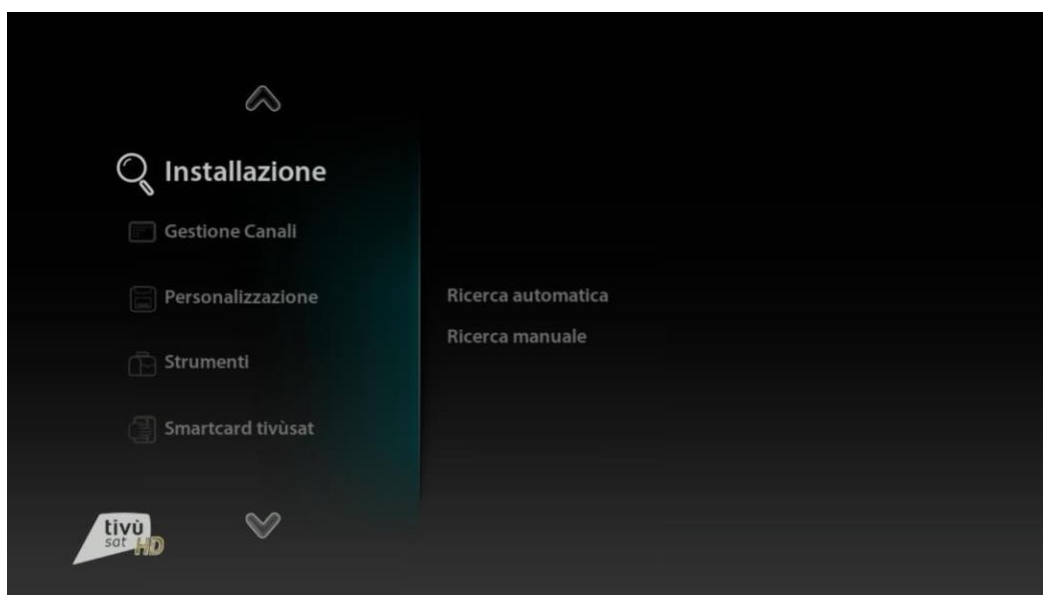 Installazione
Gestione Canali
Personalizzazione
Strumenti
Smartcard tivùsat
Ricerca automatica
Ricerca manuale
tivù
sat HD